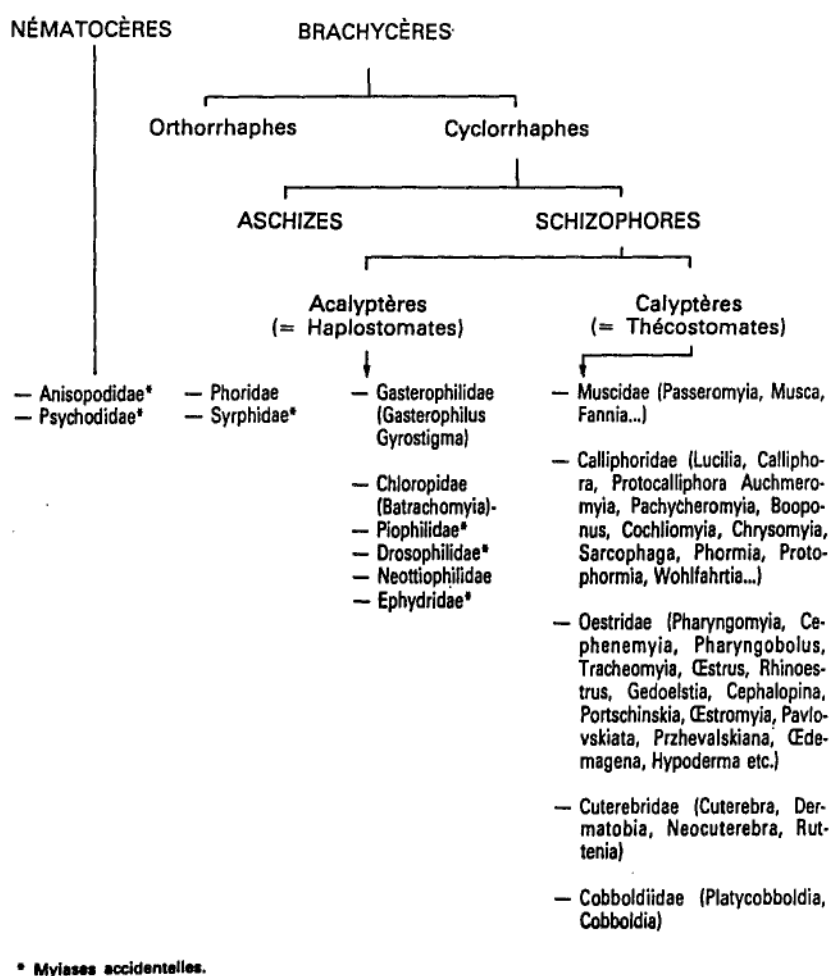 NÉMATOCÈRES
BRACHYCÈRES
Orthorrhaphes
Cyclorrhaphes
ASCHIZES
SCHIZOPHORES
Acalyptères
(= Haplostomates)
Calyptères
(= Thécostomates)
— Anisopodidae*
— Psychodidae*
— Phoridae
— Syrphidae*
— Gasterophilidae
(Gasterophilus
Gyrostigma)
— Chloropidae
(Batrachomyia)-
— Piophilidae*
— Drosophilidae*
— Neottiophilidae
— Ephydridae*
— Muscidae (Passeromyia, Musca,
Fannia...)
— Calliphoridae (Lucilia, Callipho-
ra, Protocalliphora Auchmero-
myia, Pachycheromyia, Boopo-
nus, Cochliomyia, Chrysomyia,
Sarcophaga, Phormia, Proto-
phormia, Wohlfahrtia...)
— Oestridae (Pharyngomyia, Ce-
phenemyia, Pharyngobolus,
Tracheomyia, Œstrus, Rhinoes-
trus, Gedoelstia, Cephalopina,
Portschinskia, Œstromyia, Pavlo-
vskiata, Przhevalskiana, Œde-
magena, Hypoderma etc.)
— Cuterebridae (Cuterebra, Der-
matobia, Neocuterebra, Rut-
tenia)
— Cobboldiidae (Platycobboldia,
Cobboldia)
* Myiases accidentelles.